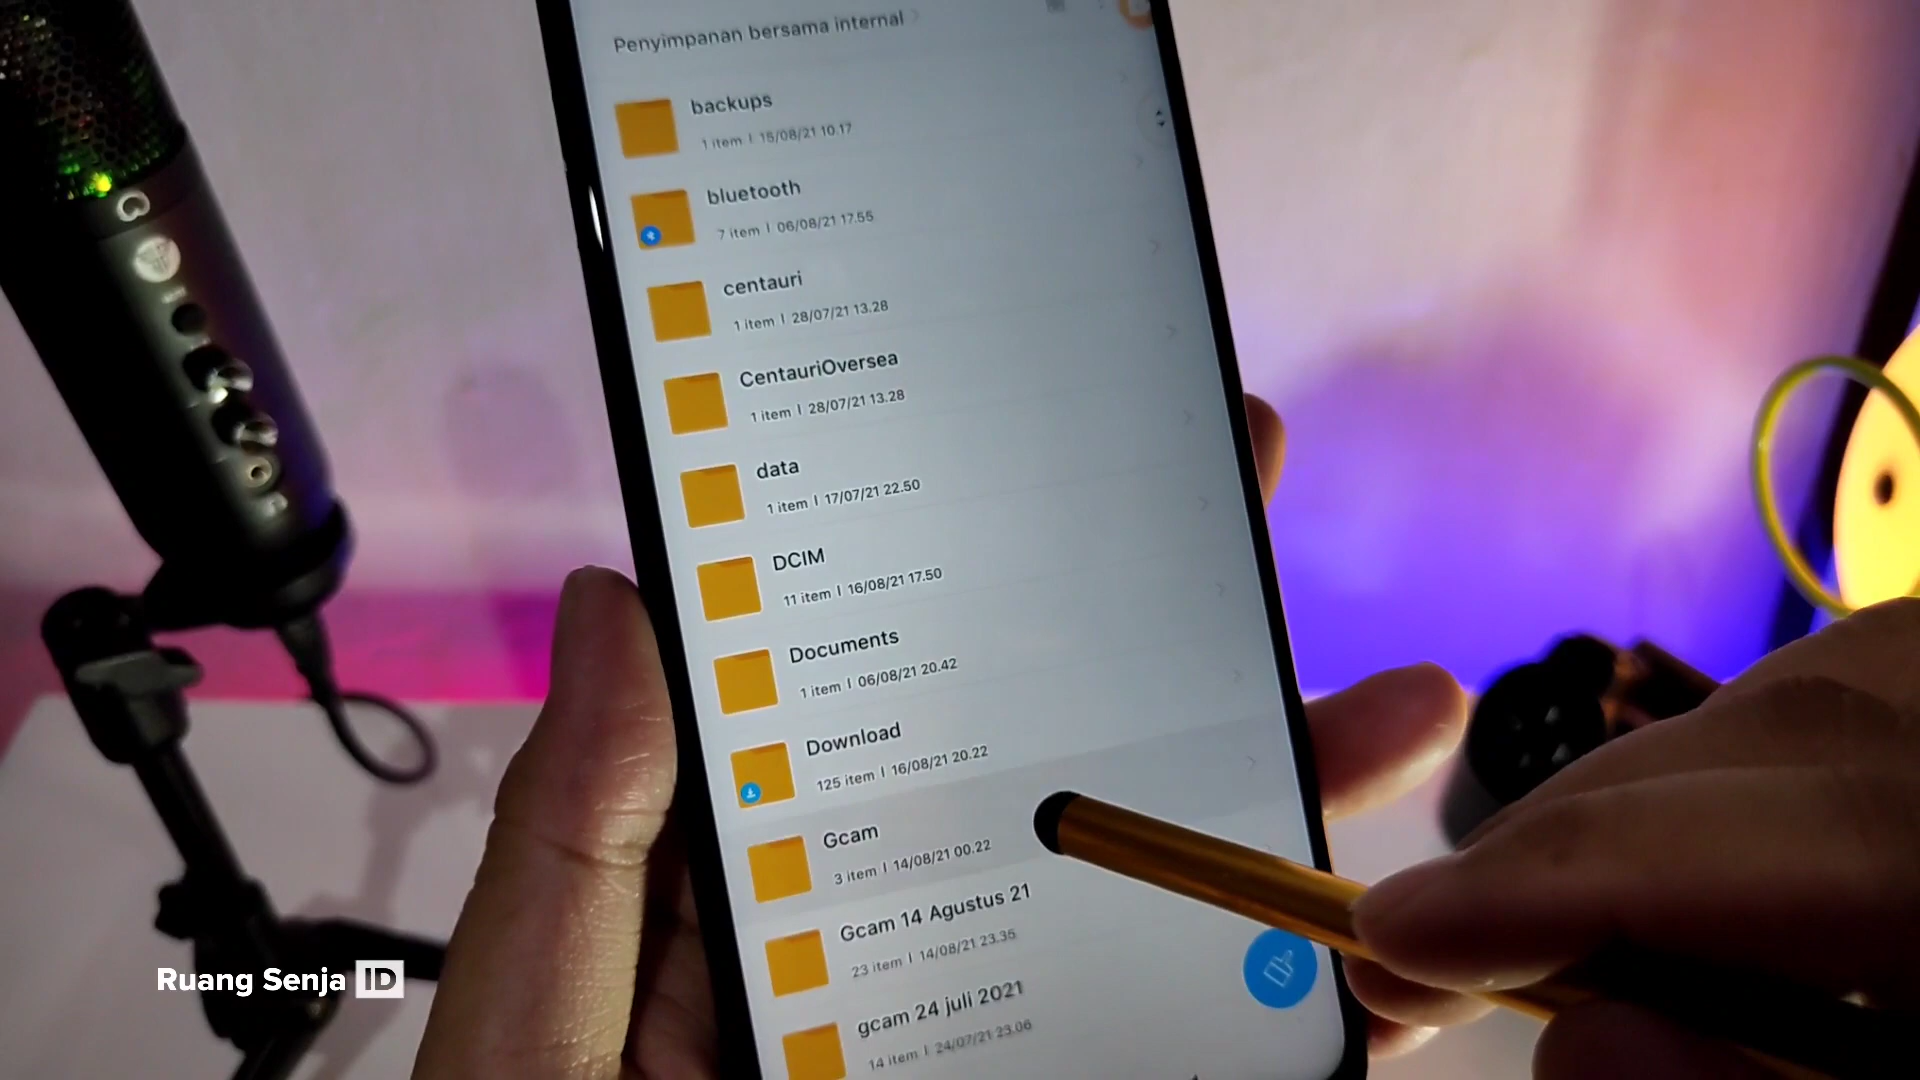 Penyimpanan bersama internal
backups
1 item | 15/08/21 10.17
bluetooth
7 item | 06/08/21 17.55
centauri
1 item | 28/07/21 13.28
CentauriOversea
1 item | 28/07/21 13.28
data
1 item | 17/07/21 22.50
DCIM
11 item | 16/08/21 17.50
Documents
1 item | 06/08/21 20.42
Download
125 item | 16/08/21 20.22
Gcam
3 item | 14/08/21 00.22
Gcam 14 Agustus 21
23 item | 14/08/21 23.35
gcam 24 juli 2021
14 item | 24/07/21 23.06
Ruang Senja ID